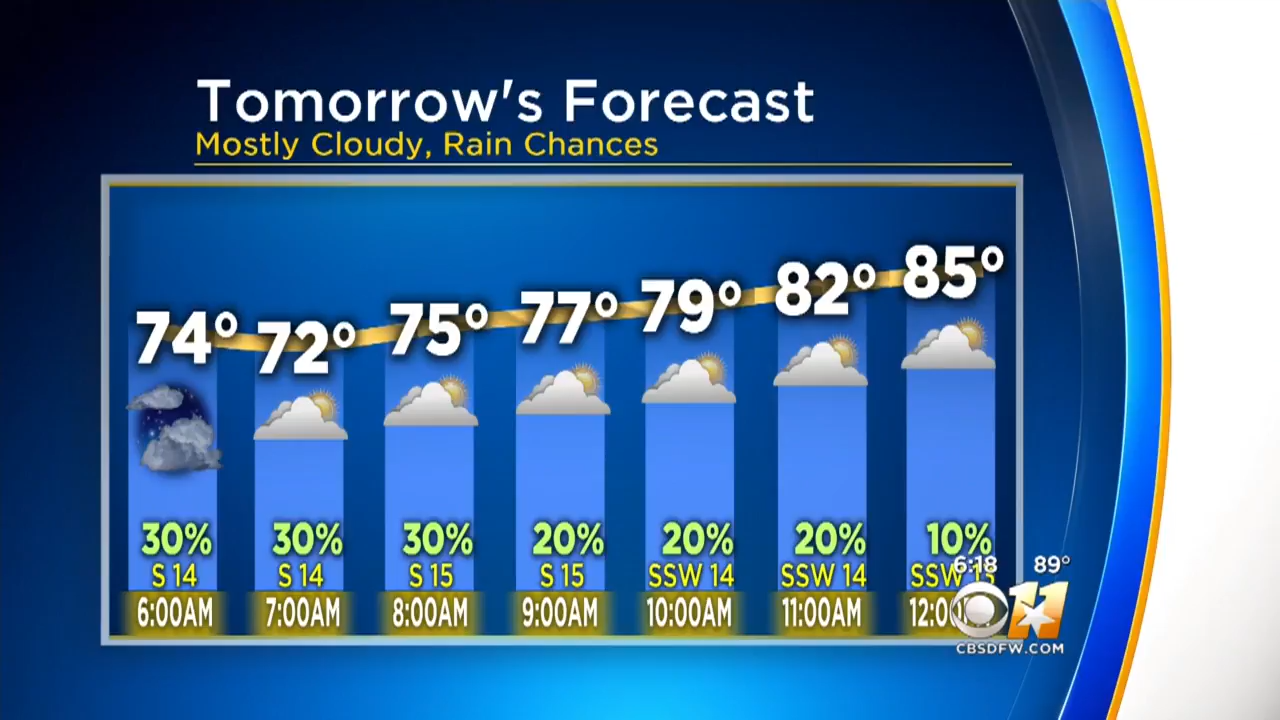 Tomorrow's Forecast
Mostly Cloudy, Rain Chances
74° 72° 75° 77° 79° 82° 85°
30% 30% 30% 20% 20% 20% 10%
S 14 S 14 S 15 S 15 SSW 14 SSW 14 SSW
6:00AM 7:00AM 8:00AM 9:00AM 10:00AM 11:00AM
6:18 89°
11
CBSDFW.COM